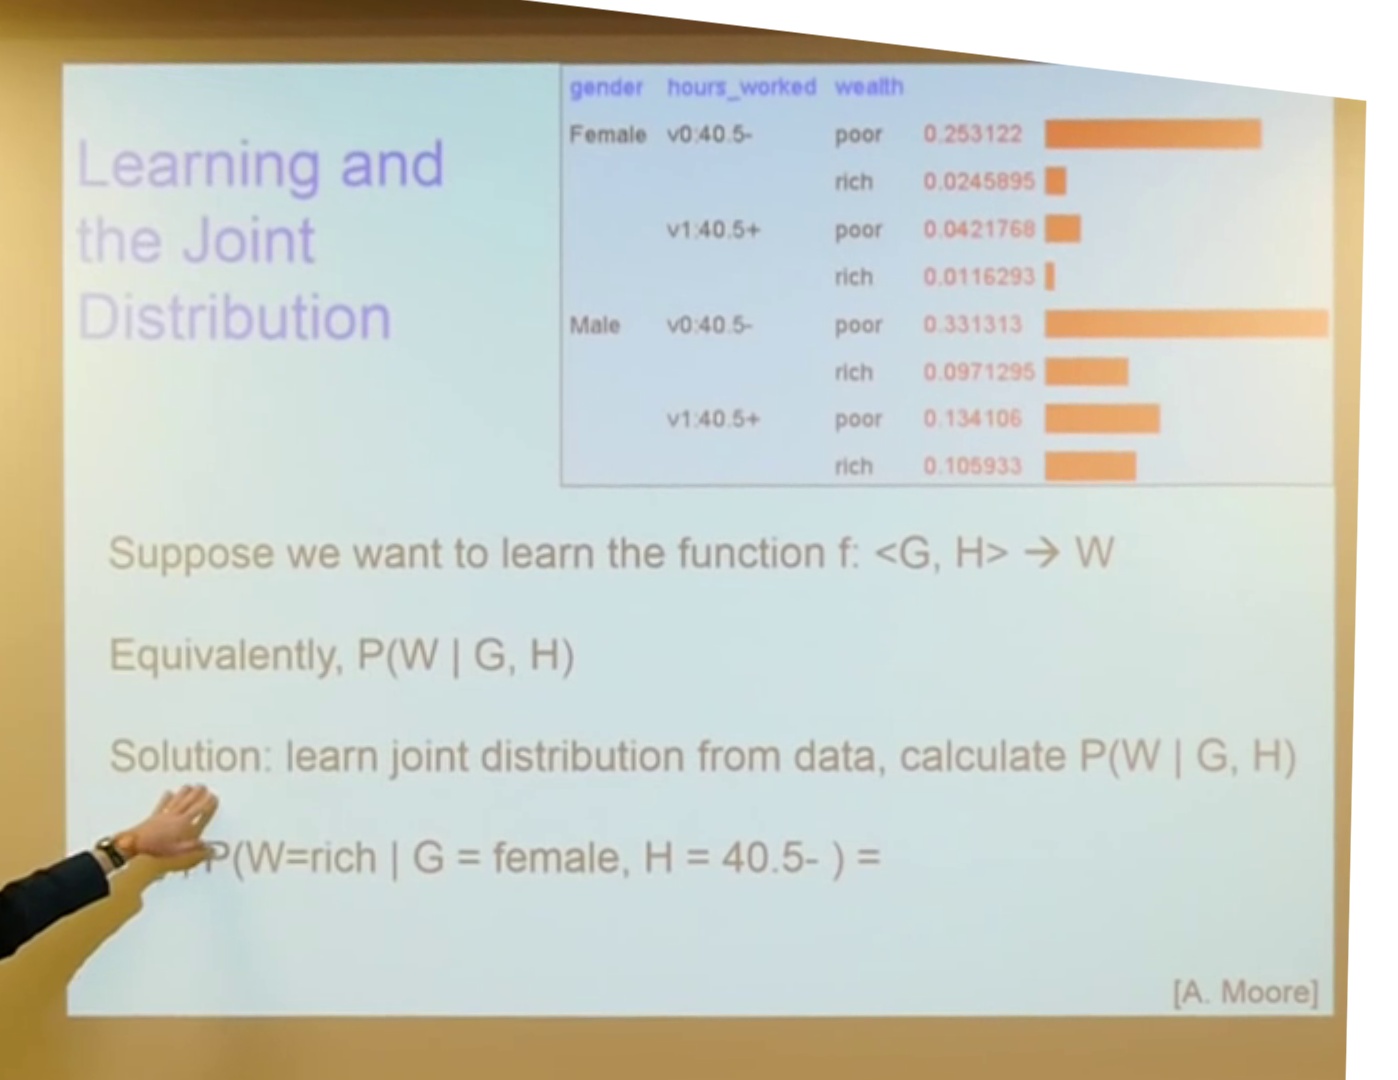 Learning and
the Joint
Distribution
gender hours_worked wealth
Female v0:40.5- poor 0.253122
rich 0.0245895
v1:40.5+ poor 0.0421768
rich 0.0116293
Male v0:40.5- poor 0.331313
rich 0.0971295
v1:40.5+ poor 0.134106
rich 0.105933
Suppose we want to learn the function f: <G, H> → W
Equivalently, P(W | G, H)
Solution: learn joint distribution from data, calculate P(W | G, H)
P(W=rich | G = female, H = 40.5- ) =
[A. Moore]